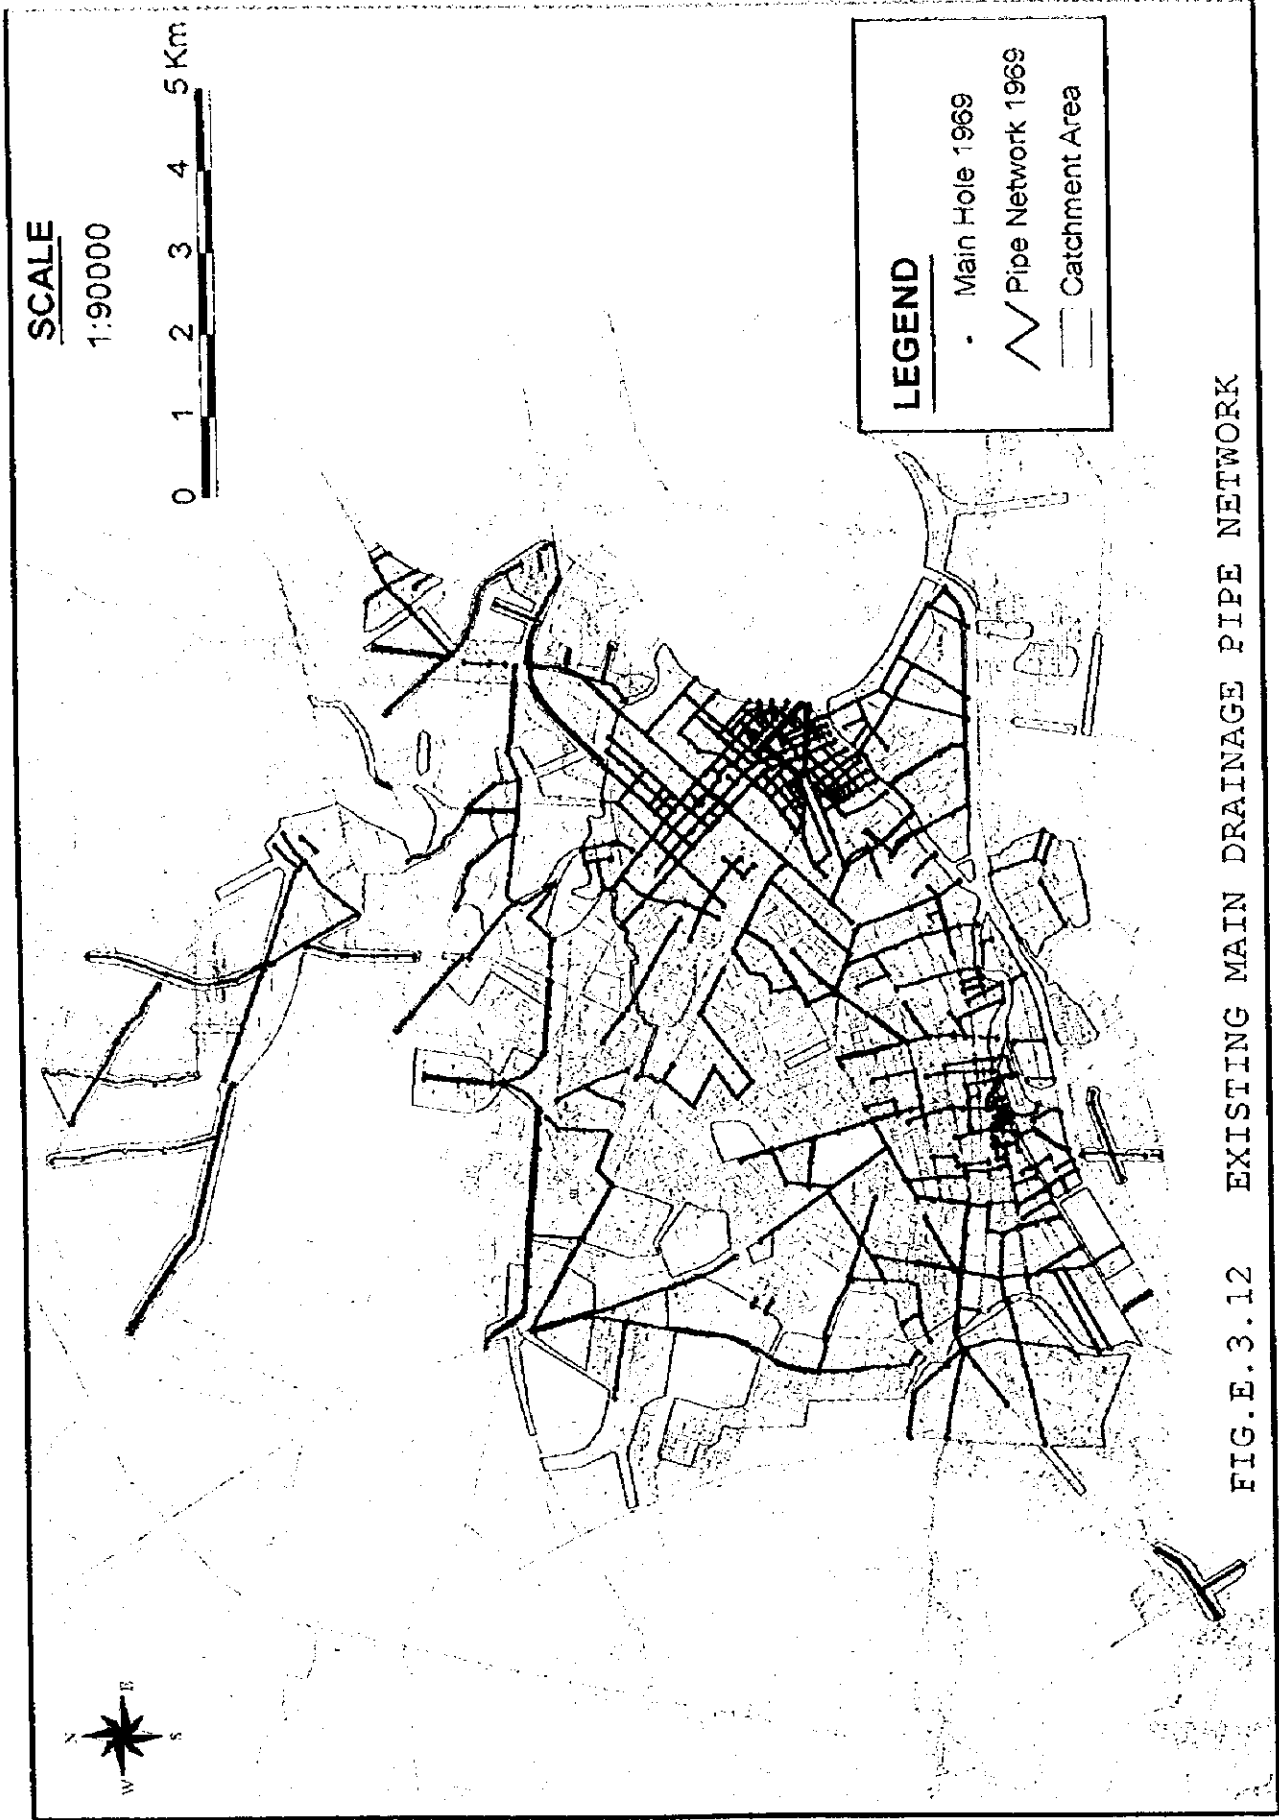 SCALE
1:90000
0 1 2 3 4 5 Km
N
W E
S
LEGEND
Main Hole 1969
Pipe Network 1969
Catchment Area
FIG.E.3.12 EXISTING MAIN DRAINAGE PIPE NETWORK